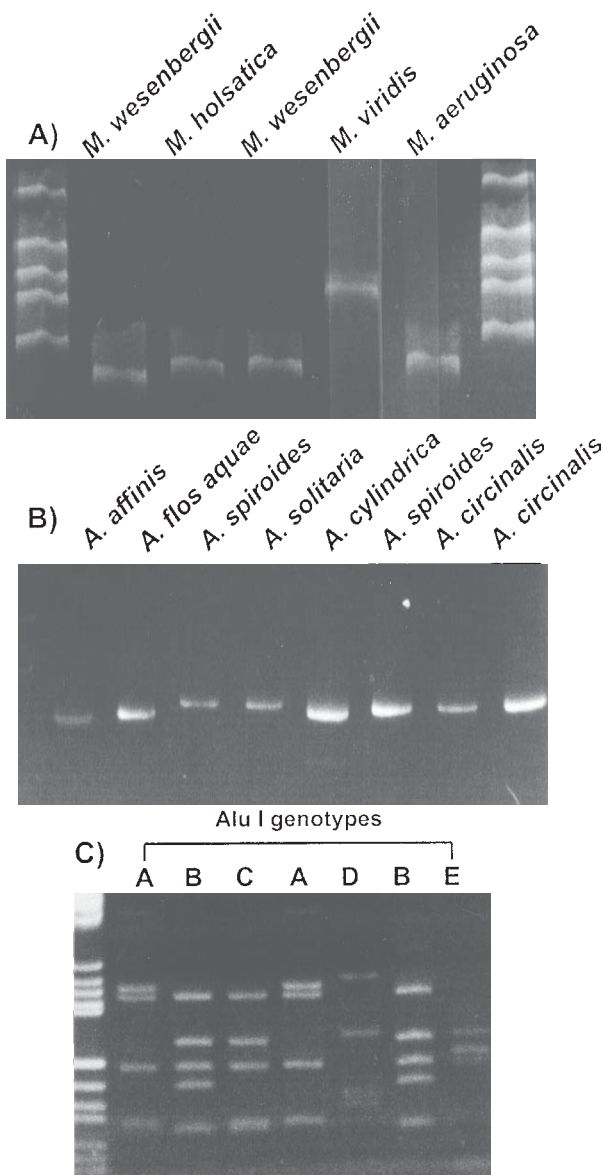 A)
M. wesenbergii
M. holsatica
M. wesenbergii
M. viridis
M. aeruginosa
B)
A. affinis
A. flos aquae
A. spiroides
A. solitaria
A. cylindrica
A. spiroides
A. circinalis
A. circinalis
Alu I genotypes
C)
A B C A D B E